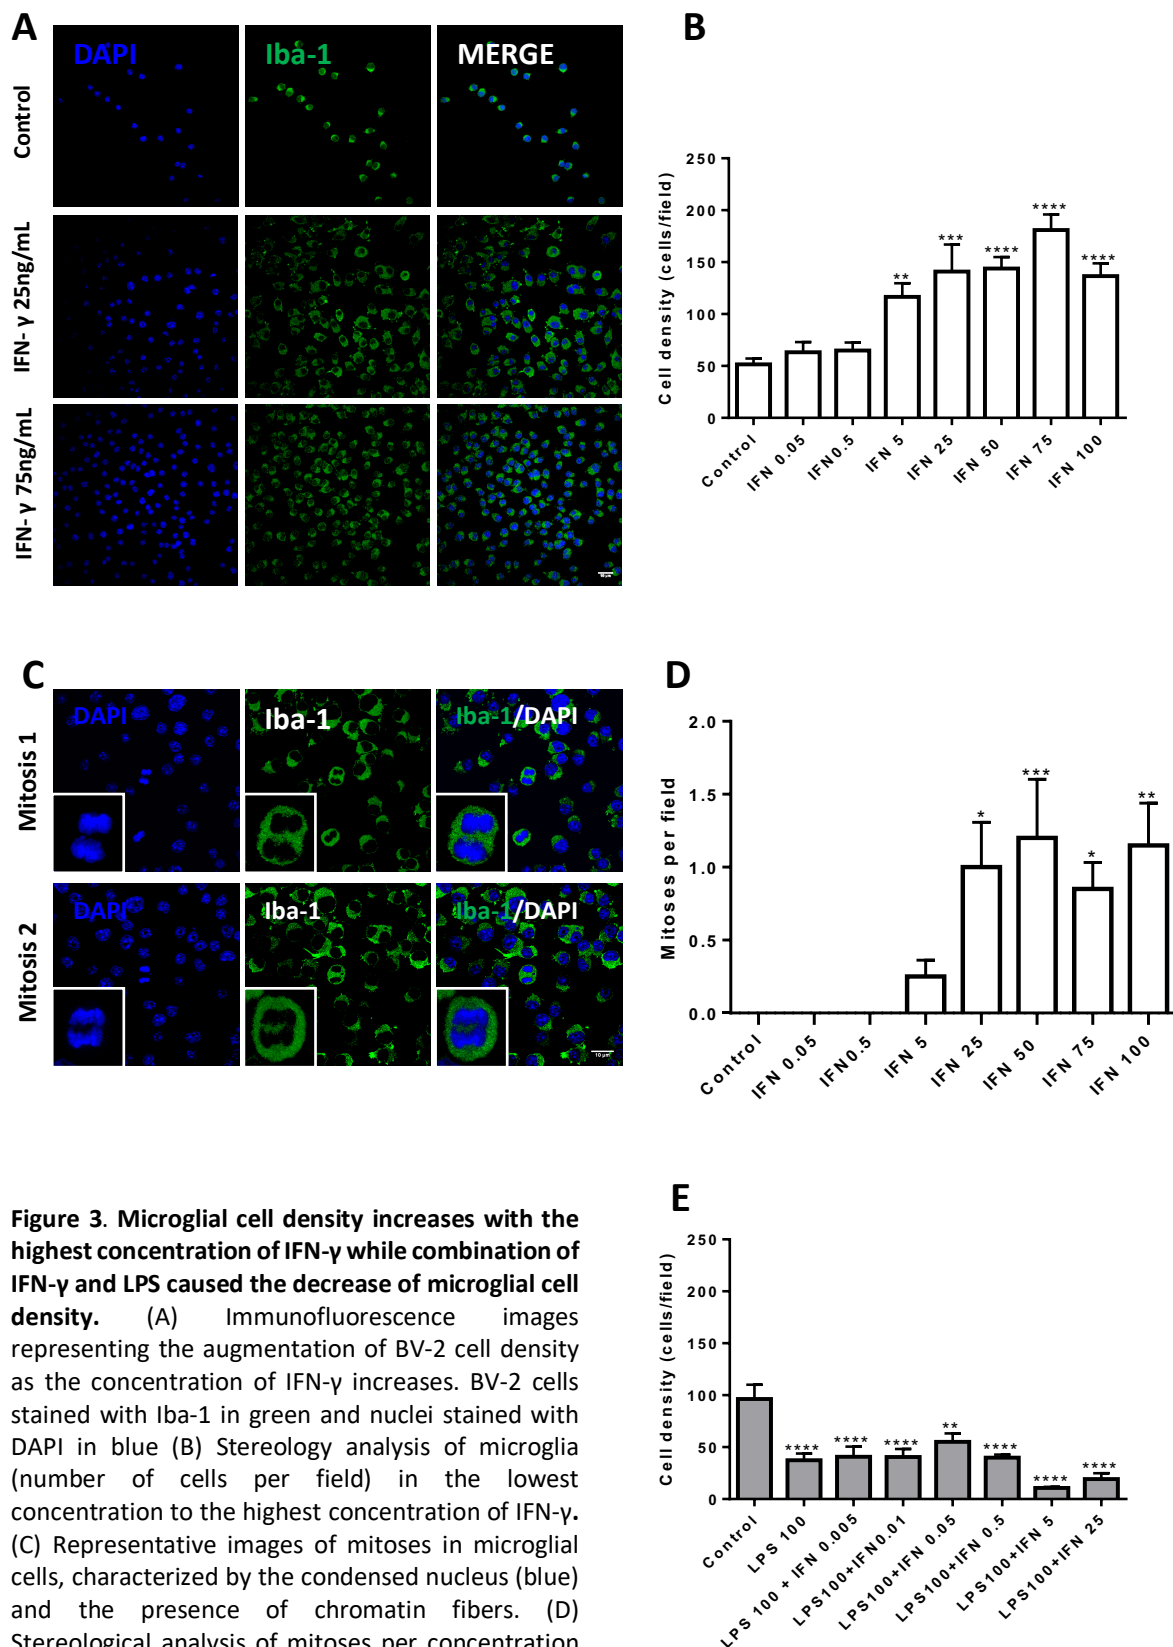 A
DAPI
Iba-1
MERGE
Control
IFN- γ 25ng/mL
IFN- γ 75ng/mL
B
Cell density (cells/field)
250
200
150
100
50
0
**
***
****
****
****
Control
IFN 0.05
IFN0.5
IFN 5
IFN 25
IFN 50
IFN 75
IFN 100
C
Mitosis 1
DAPI
Iba-1
Iba-1/DAPI
Mitosis 2
DAPI
Iba-1
Iba-1/DAPI
10 µm
D
Mitoses per field
2.0
1.5
1.0
0.5
0.0
*
***
*
**
Control
IFN 0.05
IFN0.5
IFN 5
IFN 25
IFN 50
IFN 75
IFN 100
Figure 3. Microglial cell density increases with the
highest concentration of IFN-γ while combination of
IFN-γ and LPS caused the decrease of microglial cell
density. (A) Immunofluorescence images
representing the augmentation of BV-2 cell density
as the concentration of IFN-γ increases. BV-2 cells
stained with Iba-1 in green and nuclei stained with
DAPI in blue (B) Stereology analysis of microglia
(number of cells per field) in the lowest
concentration to the highest concentration of IFN-γ.
(C) Representative images of mitoses in microglial
cells, characterized by the condensed nucleus (blue)
and the presence of chromatin fibers. (D)
Stereological analysis of mitoses per concentration
E
Cell density (cells/field)
250
200
150
100
50
0
****
****
****
**
****
****
****
Control
LPS 100
LPS 100 + IFN 0.005
LPS100+IFN0.01
LPS100+IFN 0.05
LPS100+IFN 0.5
LPS100+IFN 5
LPS100+IFN 25